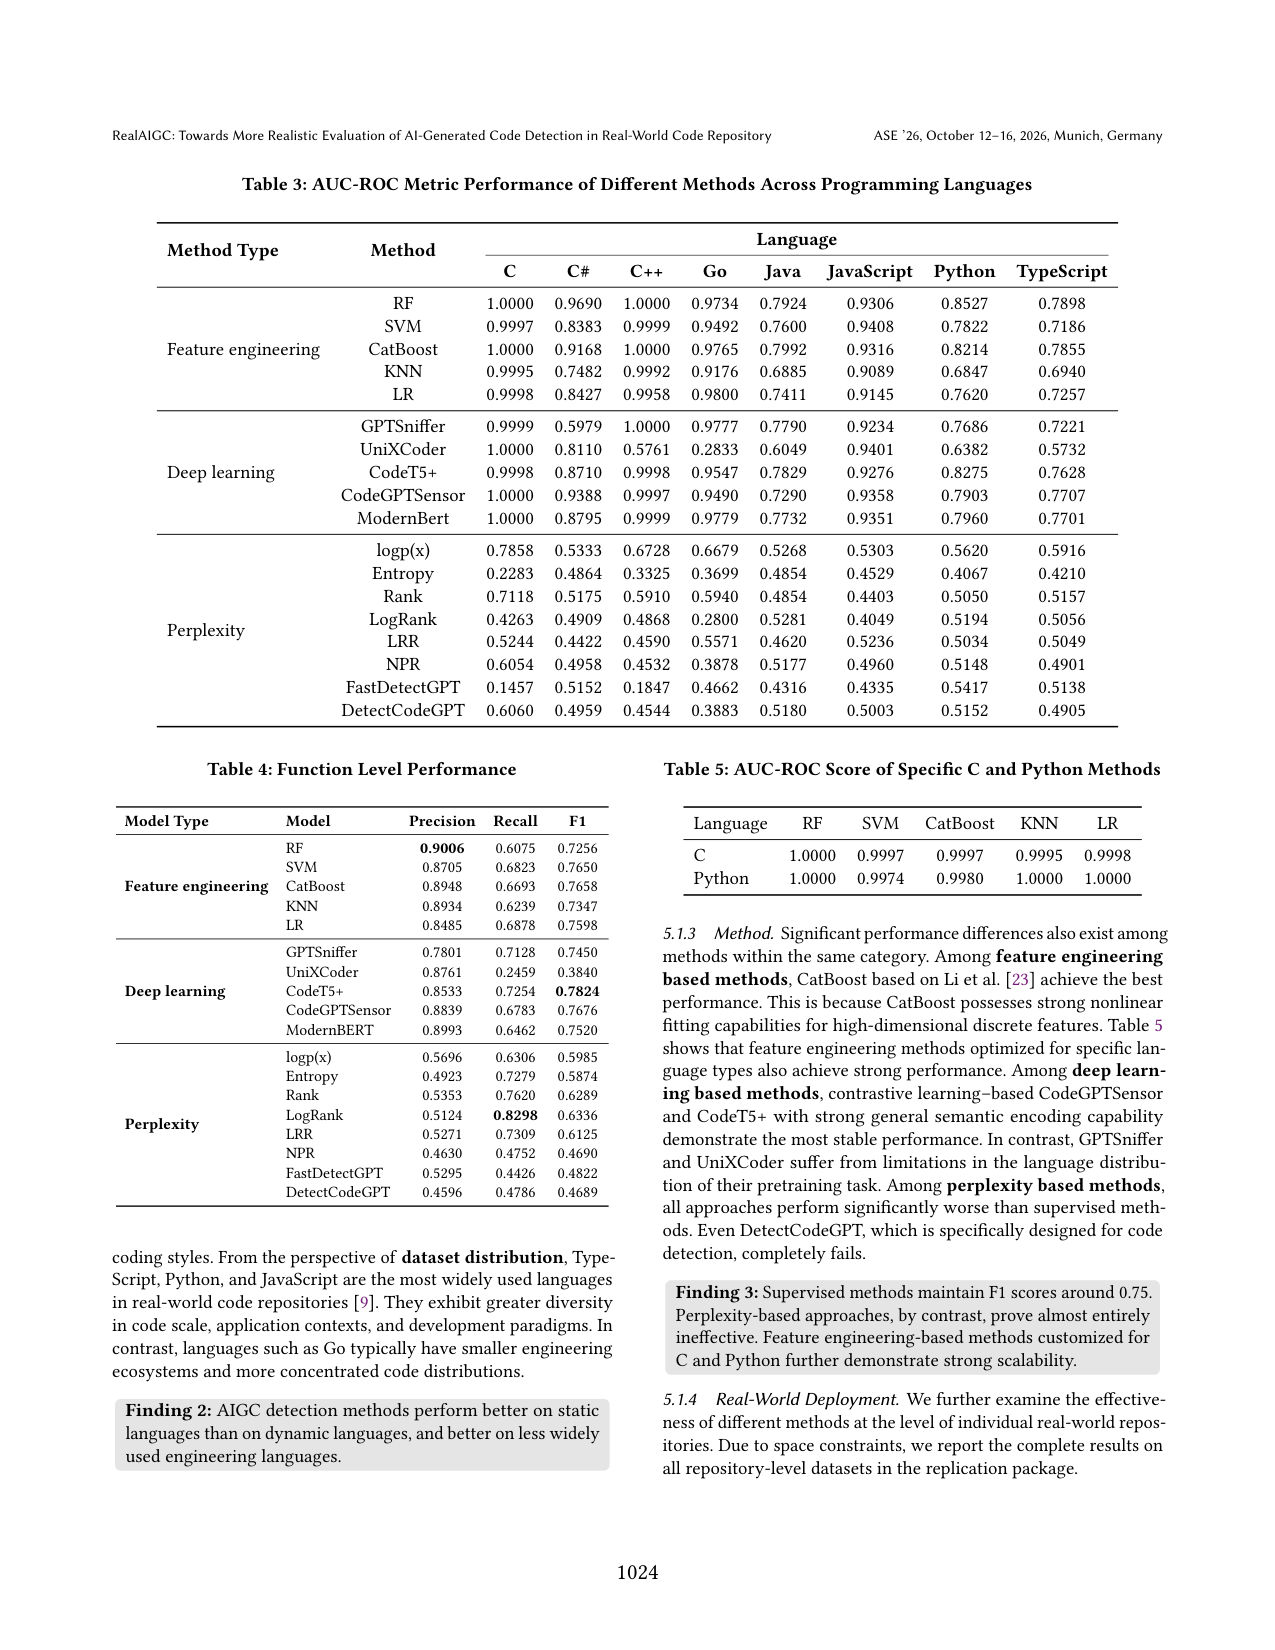 RealAIGC: Towards More Realistic Evaluation of AI-Generated Code Detection in Real-World Code Repository ASE ’26, October 12–16, 2026, Munich, Germany
Table 3: AUC-ROC Metric Performance of Different Methods Across Programming Languages
Method Type Method Language
C C# C++ Go Java JavaScript Python TypeScript
RF 1.0000 0.9690 1.0000 0.9734 0.7924 0.9306 0.8527 0.7898
SVM 0.9997 0.8383 0.9999 0.9492 0.7600 0.9408 0.7822 0.7186
Feature engineering CatBoost 1.0000 0.9168 1.0000 0.9765 0.7992 0.9316 0.8214 0.7855
KNN 0.9995 0.7482 0.9992 0.9176 0.6885 0.9089 0.6847 0.6940
LR 0.9998 0.8427 0.9958 0.9800 0.7411 0.9145 0.7620 0.7257
GPTSniffer 0.9999 0.5979 1.0000 0.9777 0.7790 0.9234 0.7686 0.7221
UniXCoder 1.0000 0.8110 0.5761 0.2833 0.6049 0.9401 0.6382 0.5732
Deep learning CodeT5+ 0.9998 0.8710 0.9998 0.9547 0.7829 0.9276 0.8275 0.7628
CodeGPTSensor 1.0000 0.9388 0.9997 0.9490 0.7290 0.9358 0.7903 0.7707
ModernBert 1.0000 0.8795 0.9999 0.9779 0.7732 0.9351 0.7960 0.7701
logp(x) 0.7858 0.5333 0.6728 0.6679 0.5268 0.5303 0.5620 0.5916
Entropy 0.2283 0.4864 0.3325 0.3699 0.4854 0.4529 0.4067 0.4210
Rank 0.7118 0.5175 0.5910 0.5940 0.4854 0.4403 0.5050 0.5157
LogRank 0.4263 0.4909 0.4868 0.2800 0.5281 0.4049 0.5194 0.5056
Perplexity
LRR 0.5244 0.4422 0.4590 0.5571 0.4620 0.5236 0.5034 0.5049
NPR 0.6054 0.4958 0.4532 0.3878 0.5177 0.4960 0.5148 0.4901
FastDetectGPT 0.1457 0.5152 0.1847 0.4662 0.4316 0.4335 0.5417 0.5138
DetectCodeGPT 0.6060 0.4959 0.4544 0.3883 0.5180 0.5003 0.5152 0.4905
Table 4: Function Level Performance
Model Type Model Precision Recall F1
RF 0.9006 0.6075 0.7256
SVM 0.8705 0.6823 0.7650
Feature engineering CatBoost 0.8948 0.6693 0.7658
KNN 0.8934 0.6239 0.7347
LR 0.8485 0.6878 0.7598
GPTSniffer 0.7801 0.7128 0.7450
UniXCoder 0.8761 0.2459 0.3840
Deep learning CodeT5+ 0.8533 0.7254 0.7824
CodeGPTSensor 0.8839 0.6783 0.7676
ModernBERT 0.8993 0.6462 0.7520
logp(x) 0.5696 0.6306 0.5985
Entropy 0.4923 0.7279 0.5874
Rank 0.5353 0.7620 0.6289
LogRank 0.5124 0.8298 0.6336
Perplexity
LRR 0.5271 0.7309 0.6125
NPR 0.4630 0.4752 0.4690
FastDetectGPT 0.5295 0.4426 0.4822
DetectCodeGPT 0.4596 0.4786 0.4689
coding styles. From the perspective of dataset distribution, Type-
Script, Python, and JavaScript are the most widely used languages
in real-world code repositories [9]. They exhibit greater diversity
in code scale, application contexts, and development paradigms. In
contrast, languages such as Go typically have smaller engineering
ecosystems and more concentrated code distributions.
Finding 2: AIGC detection methods perform better on static
languages than on dynamic languages, and better on less widely
used engineering languages.
Table 5: AUC-ROC Score of Specific C and Python Methods
Language RF SVM CatBoost KNN LR
C 1.0000 0.9997 0.9997 0.9995 0.9998
Python 1.0000 0.9974 0.9980 1.0000 1.0000
5.1.3 Method. Significant performance differences also exist among
methods within the same category. Among feature engineering
based methods, CatBoost based on Li et al. [23] achieve the best
performance. This is because CatBoost possesses strong nonlinear
fitting capabilities for high-dimensional discrete features. Table 5
shows that feature engineering methods optimized for specific lan-
guage types also achieve strong performance. Among deep learn-
ing based methods, contrastive learning–based CodeGPTSensor
and CodeT5+ with strong general semantic encoding capability
demonstrate the most stable performance. In contrast, GPTSniffer
and UniXCoder suffer from limitations in the language distribu-
tion of their pretraining task. Among perplexity based methods,
all approaches perform significantly worse than supervised meth-
ods. Even DetectCodeGPT, which is specifically designed for code
detection, completely fails.
Finding 3: Supervised methods maintain F1 scores around 0.75.
Perplexity-based approaches, by contrast, prove almost entirely
ineffective. Feature engineering-based methods customized for
C and Python further demonstrate strong scalability.
5.1.4 Real-World Deployment. We further examine the effective-
ness of different methods at the level of individual real-world repos-
itories. Due to space constraints, we report the complete results on
all repository-level datasets in the replication package.
1024